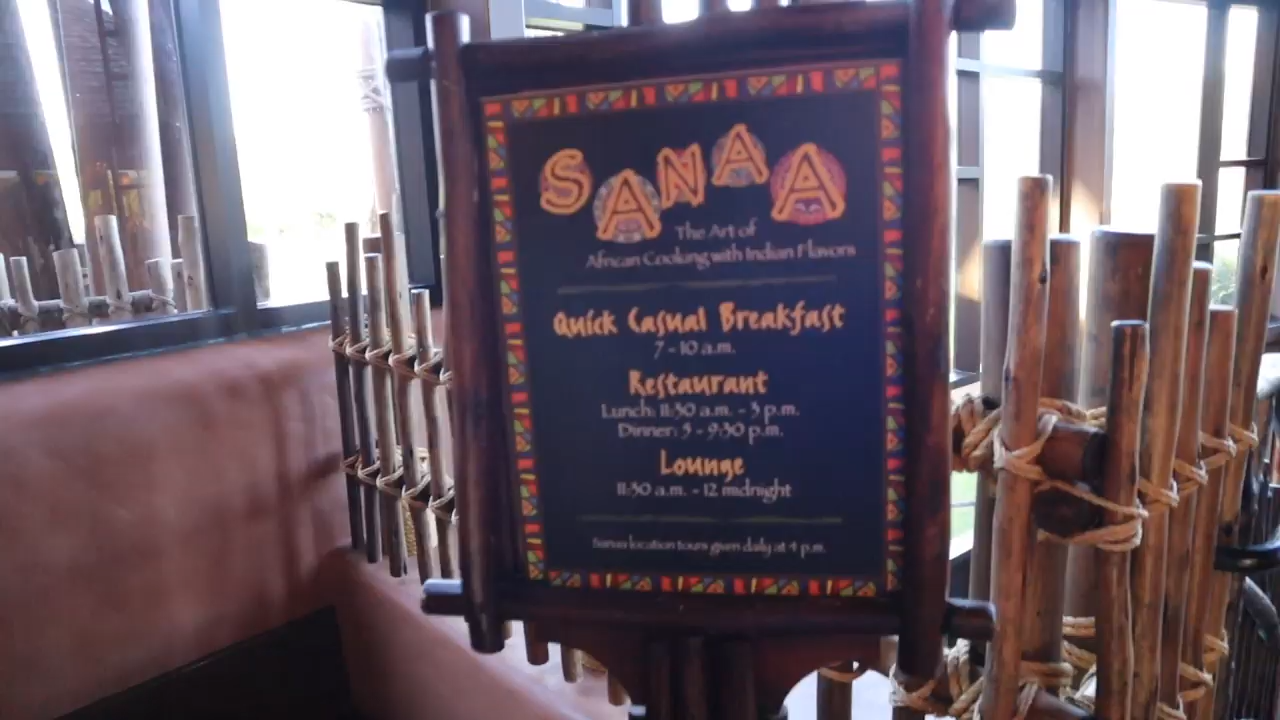 SANAA
The Art of
African Cooking with Indian Flavors
Quick Casual Breakfast
7 - 10 a.m.
Restaurant
Lunch: 11:30 a.m. - 3 p.m.
Dinner: 5 - 9:30 p.m.
Lounge
11:30 a.m. - 12 midnight
Sanaa location tours given daily at 4 p.m.